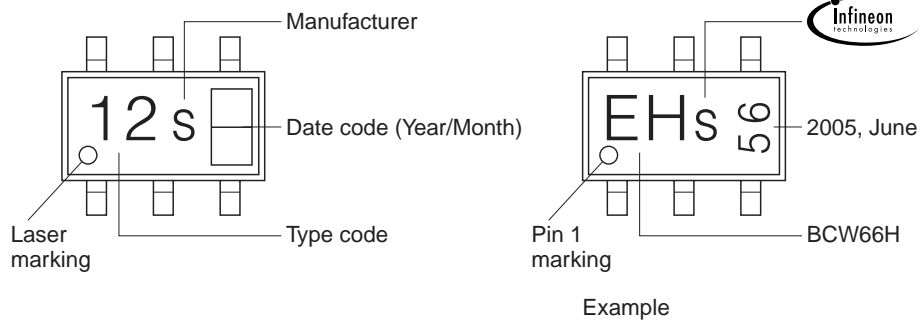 Manufacturer
12s
Date code (Year/Month)
Laser
marking
Type code
Infineon
technologies
EHs
56
2005, June
Pin 1
marking
BCW66H
Example